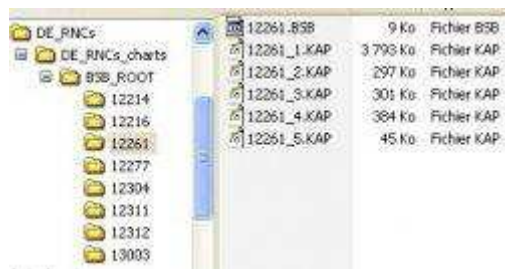 DE_RNCs
DE_RNCs_charts
BSB_ROOT
12214
12216
12261
12277
12304
12311
12312
13003
12261.BSB 9 Ko Fichier BSB
12261_1.KAP 3 793 Ko Fichier KAP
12261_2.KAP 297 Ko Fichier KAP
12261_3.KAP 301 Ko Fichier KAP
12261_4.KAP 384 Ko Fichier KAP
12261_5.KAP 45 Ko Fichier KAP